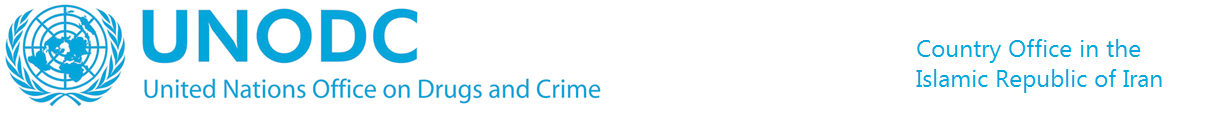 UNODC
United Nations Office on Drugs and Crime
Country Office in the
Islamic Republic of Iran